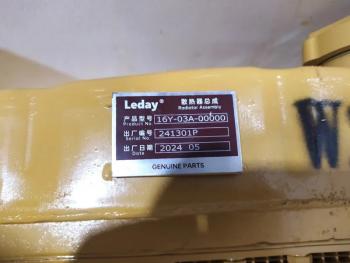 Leday 散热器总成
Radiator Assembly
产品型号 16Y-03A-00000
Product No.
出厂编号 241301P
Serial No.
出厂日期 2024 05
Date
GENUINE PARTS
W